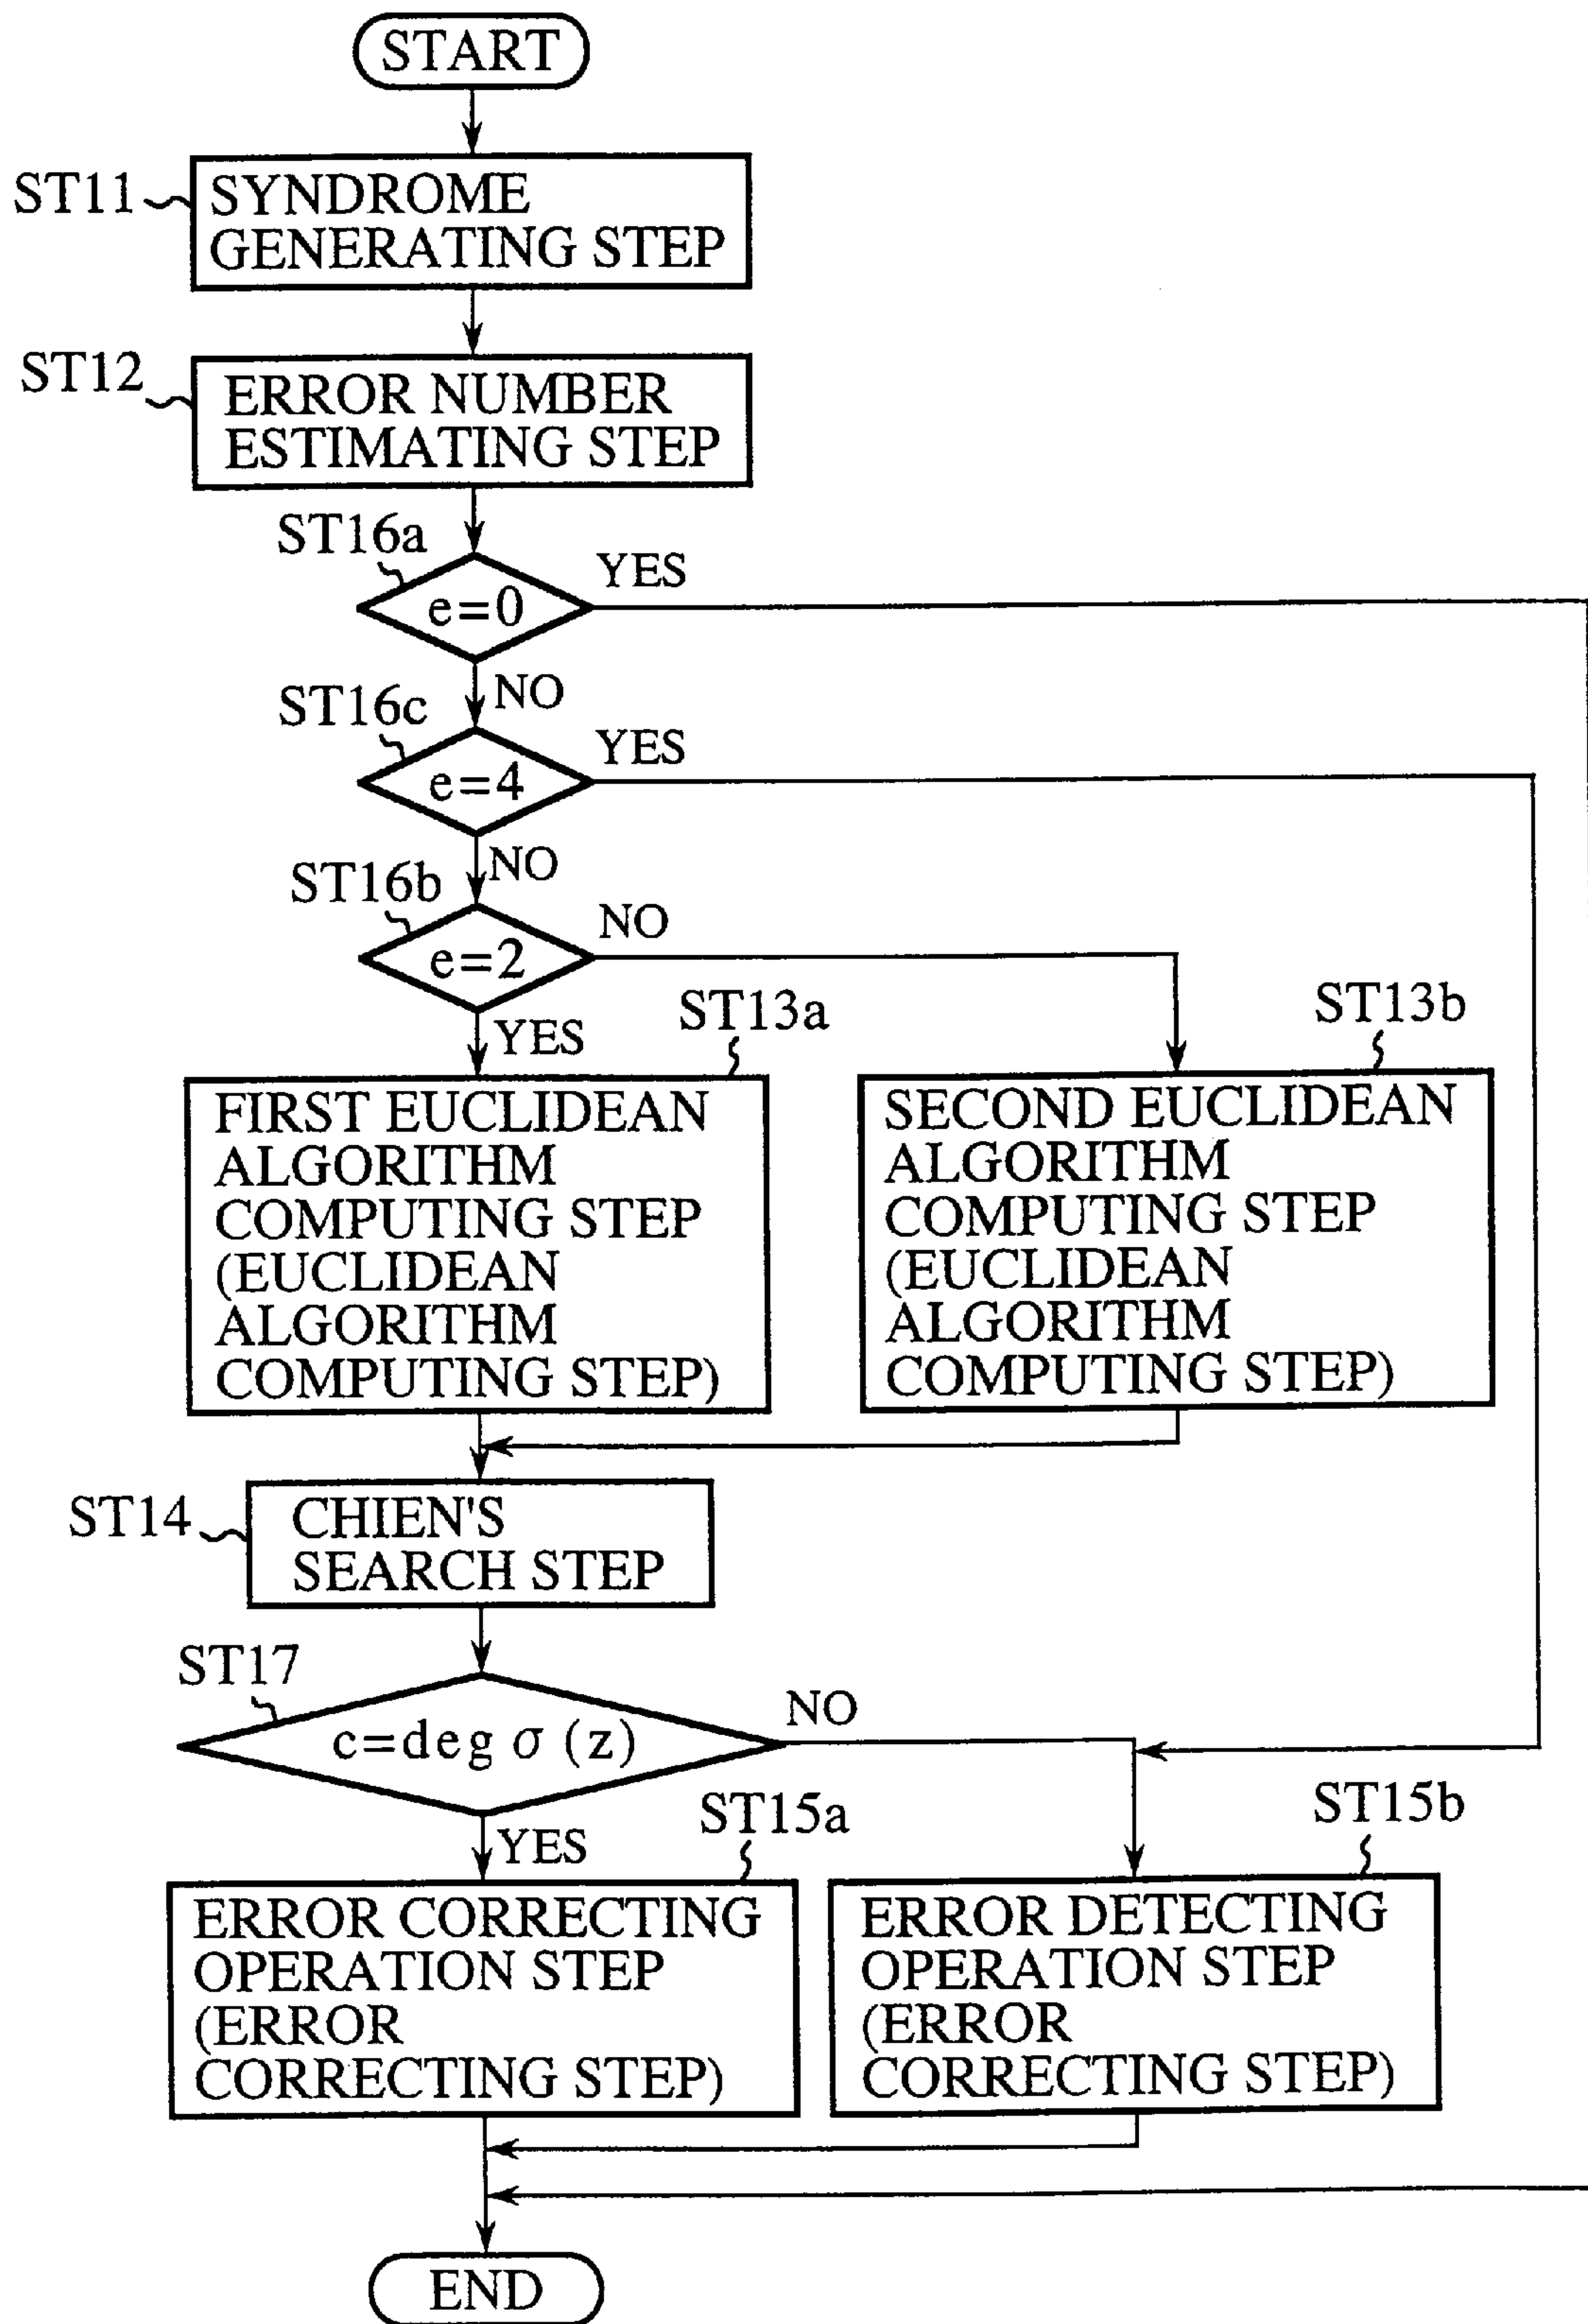 START
ST11
SYNDROME
GENERATING STEP
ST12
ERROR NUMBER
ESTIMATING STEP
ST16a
YES
e=0
NO
ST16c
YES
e=4
NO
ST16b
NO
e=2
YES
ST13a
ST13b
FIRST EUCLIDEAN
ALGORITHM
COMPUTING STEP
(EUCLIDEAN
ALGORITHM
COMPUTING STEP)
SECOND EUCLIDEAN
ALGORITHM
COMPUTING STEP
(EUCLIDEAN
ALGORITHM
COMPUTING STEP)
ST14
CHIEN'S
SEARCH STEP
ST17
NO
c=deg σ (z)
YES
ST15a
ST15b
ERROR CORRECTING
OPERATION STEP
(ERROR
CORRECTING STEP)
ERROR DETECTING
OPERATION STEP
(ERROR
CORRECTING STEP)
END